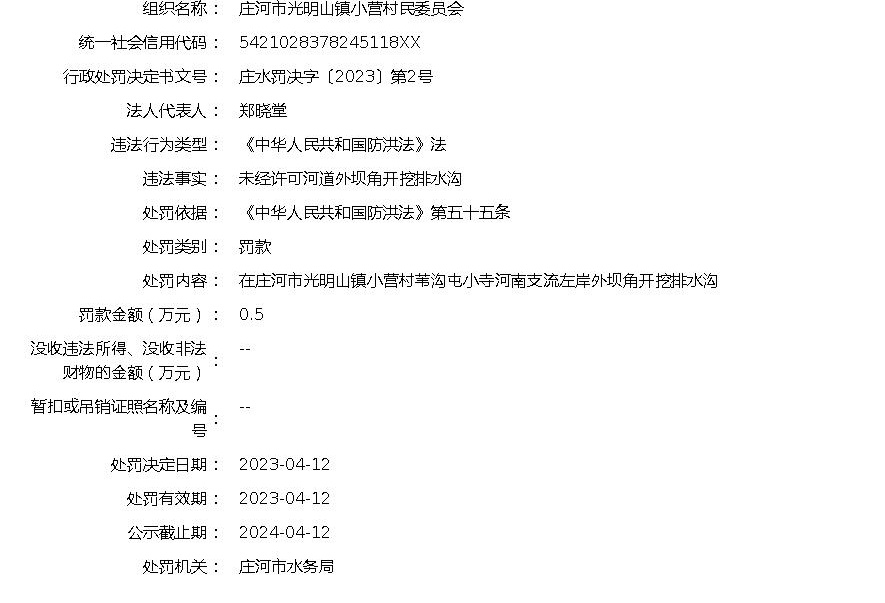 组织名称： 庄河市光明山镇小营村民委员会
统一社会信用代码： 5421028378245118XX
行政处罚决定书文号： 庄水罚决字〔2023〕第2号
法人代表人： 郑晓堂
违法行为类型： 《中华人民共和国防洪法》法
违法事实： 未经许可河道外坝角开挖排水沟
处罚依据： 《中华人民共和国防洪法》第五十五条
处罚类别： 罚款
处罚内容： 在庄河市光明山镇小营村苇沟屯小寺河南支流左岸外坝角开挖排水沟
罚款金额（万元）： 0.5
没收违法所得、没收非法
财物的金额（万元）： --
暂扣或吊销证照名称及编
号： --
处罚决定日期： 2023-04-12
处罚有效期： 2023-04-12
公示截止期： 2024-04-12
处罚机关： 庄河市水务局